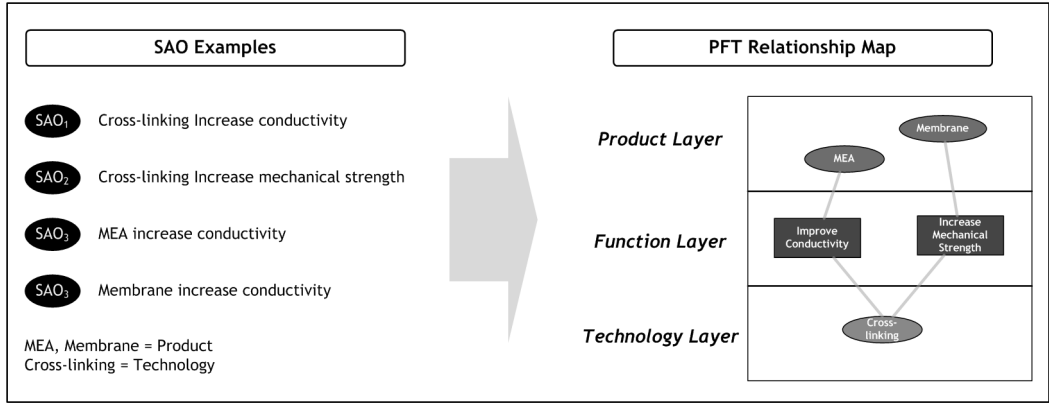 SAO Examples
SAO1 Cross-linking Increase conductivity
SAO2 Cross-linking Increase mechanical strength
SAO3 MEA increase conductivity
SAO3 Membrane increase conductivity
MEA, Membrane = Product
Cross-linking = Technology
PFT Relationship Map
Product Layer
Membrane
MEA
Function Layer
Improve
Conductivity
Increase
Mechanical
Strength
Technology Layer
Cross-
linking